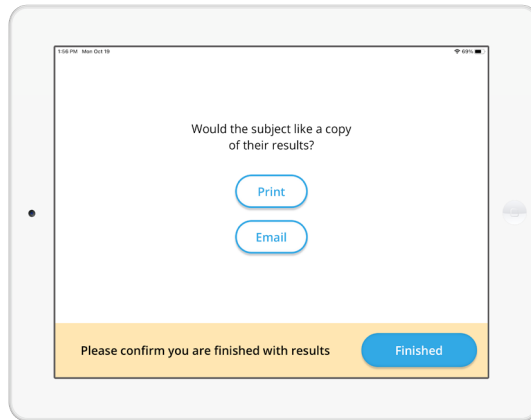 1:56 PM Mon Oct 19 69%
Would the subject like a copy
of their results?
Print
Email
Please confirm you are finished with results Finished